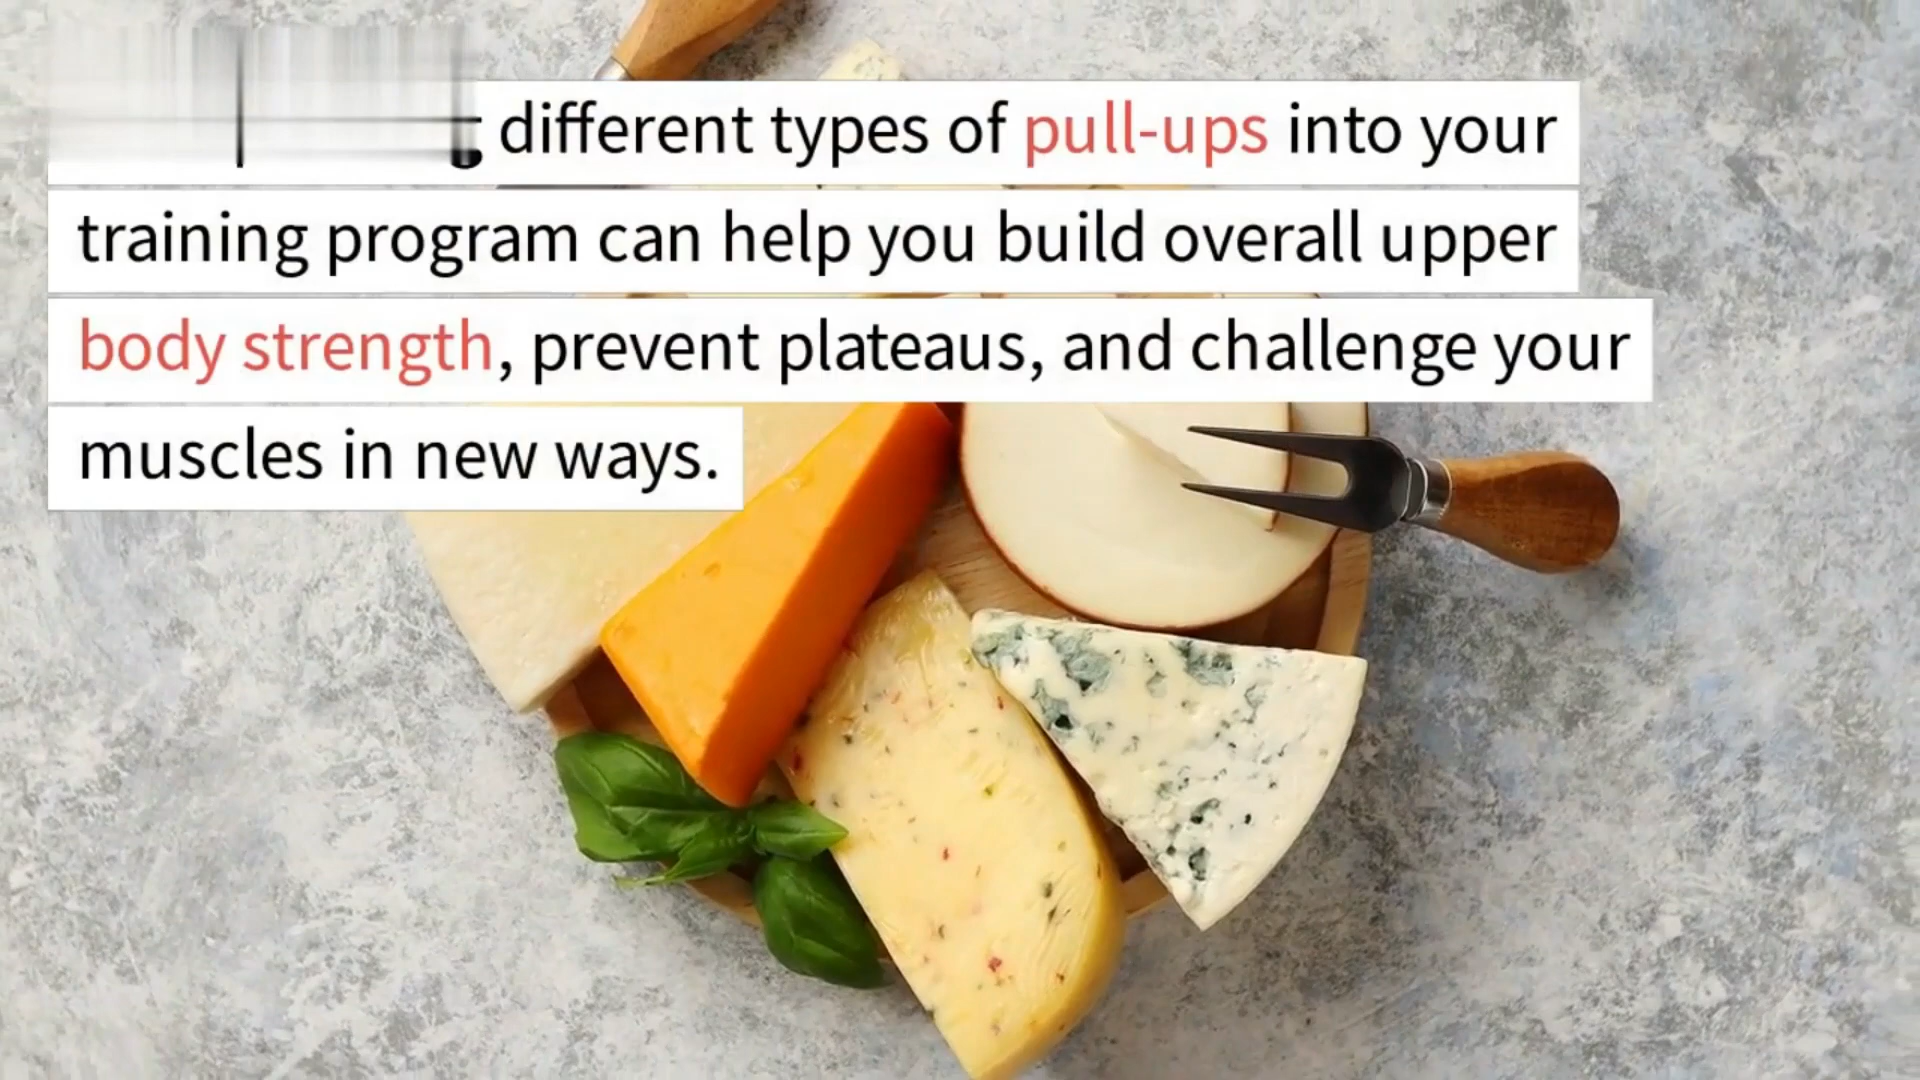 different types of pull-ups into your
training program can help you build overall upper
body strength, prevent plateaus, and challenge your
muscles in new ways.